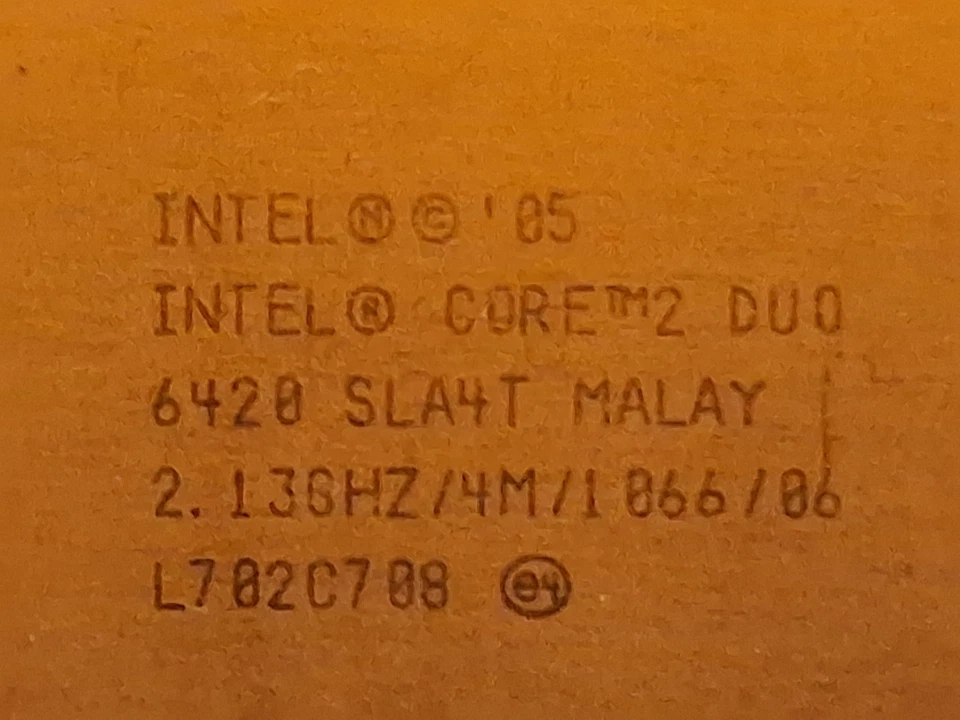 INTEL®© '05
INTEL® CORE™2 DUO
6420 SLA4T MALAY
2.13GHZ/4M/1066/06
L702C708 e4